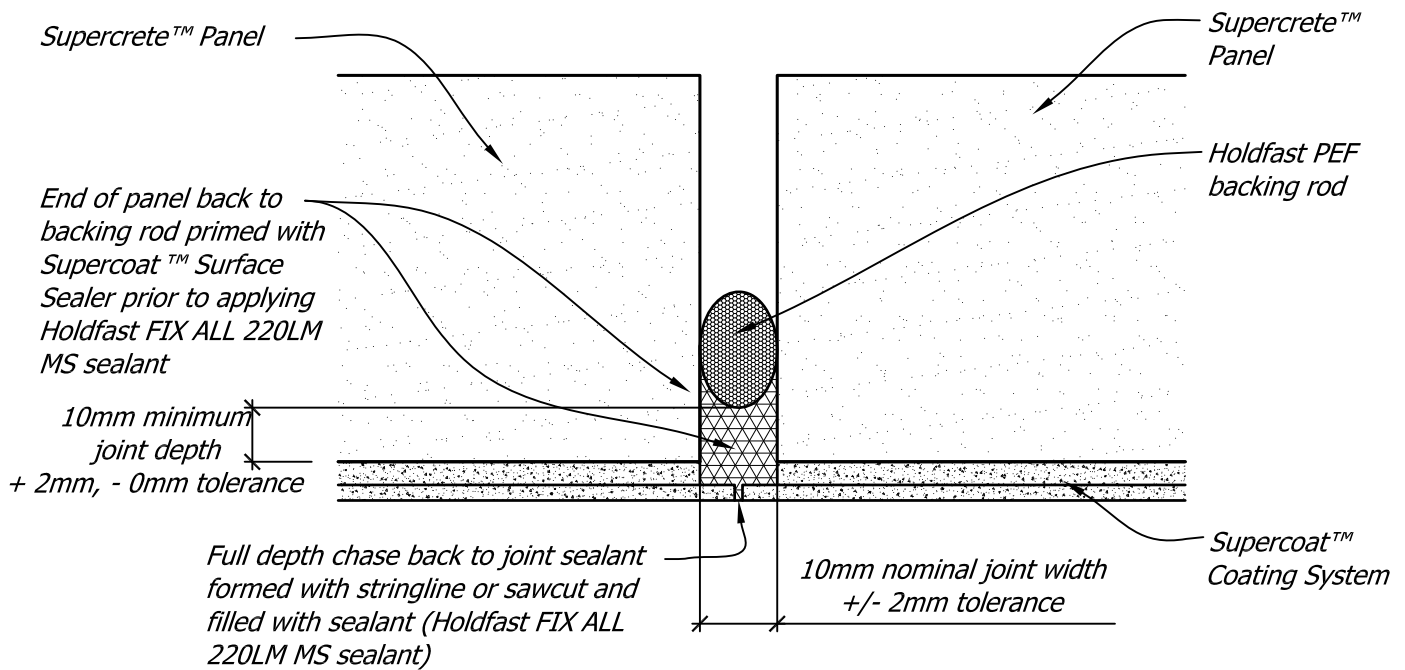 Supercrete™ Panel
Supercrete™
Panel
Holdfast PEF
backing rod
End of panel back to
backing rod primed with
Supercoat ™ Surface
Sealer prior to applying
Holdfast FIX ALL 220LM
MS sealant
10mm minimum
joint depth
+ 2mm, - 0mm tolerance
Full depth chase back to joint sealant
formed with stringline or sawcut and
filled with sealant (Holdfast FIX ALL
220LM MS sealant)
10mm nominal joint width
+/- 2mm tolerance
Supercoat™
Coating System